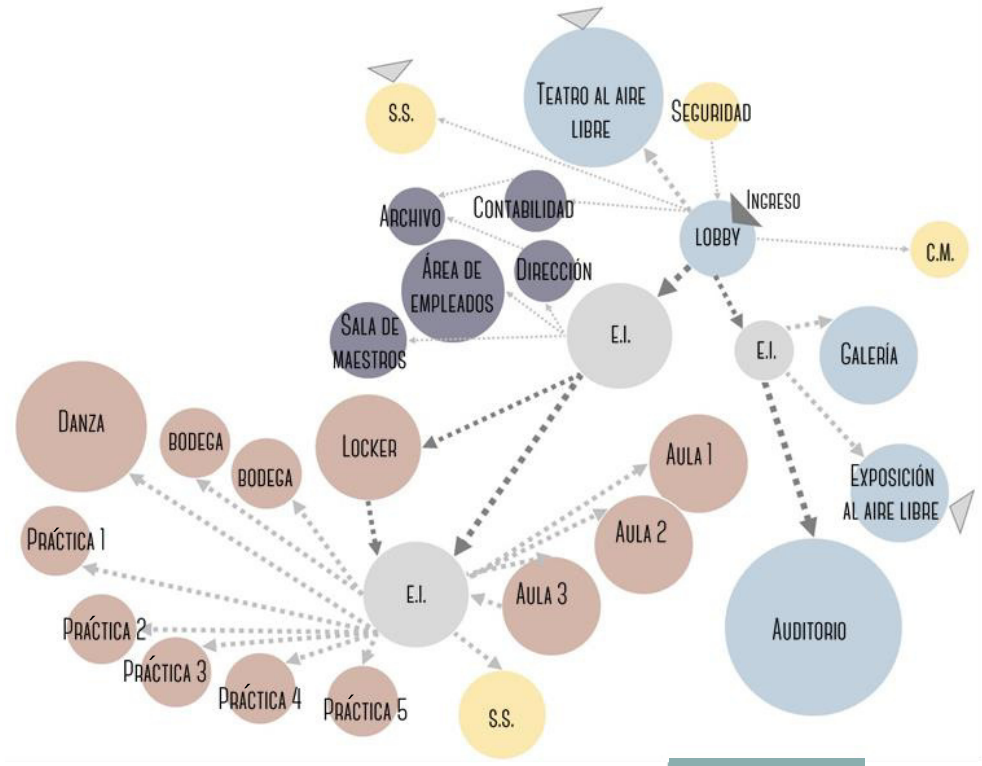 TEATRO AL AIRE
LIBRE
S.S.
SEGURIDAD
INGRESO
CONTABILIDAD
ARCHIVO
LOBBY
C.M.
DIRECCIÓN
ÁREA DE
EMPLEADOS
SALA DE
MAESTROS
E.I.
E.I.
GALERÍA
DANZA
BODEGA
BODEGA
LOCKER
AULA 1
EXPOSICIÓN
AL AIRE LIBRE
AULA 2
PRÁCTICA 1
E.I.
AULA 3
PRÁCTICA 2
AUDITORIO
PRÁCTICA 3
PRÁCTICA 4
PRÁCTICA 5
S.S.